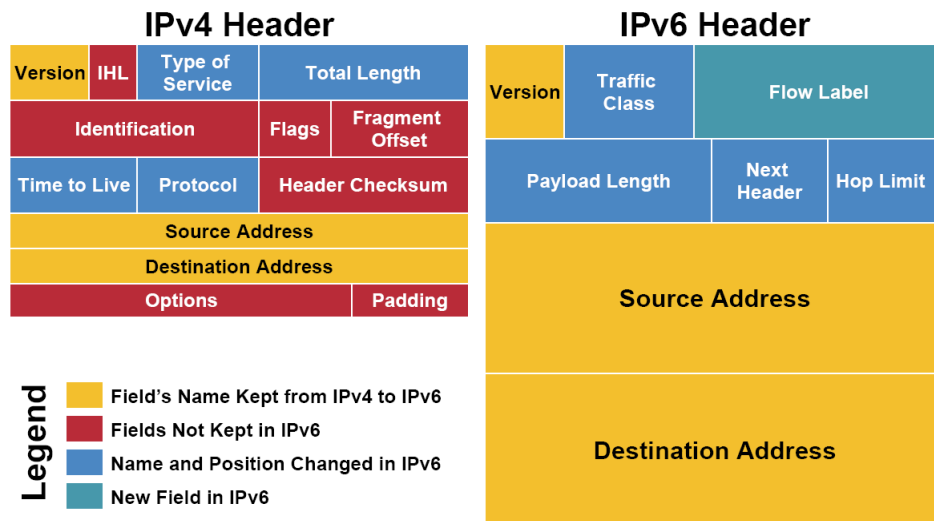 IPv4 Header
Version IHL Type of Service Total Length
Identification Flags Fragment Offset
Time to Live Protocol Header Checksum
Source Address
Destination Address
Options Padding
IPv6 Header
Version Traffic Class Flow Label
Payload Length Next Header Hop Limit
Source Address
Destination Address
Legend
Field's Name Kept from IPv4 to IPv6
Fields Not Kept in IPv6
Name and Position Changed in IPv6
New Field in IPv6